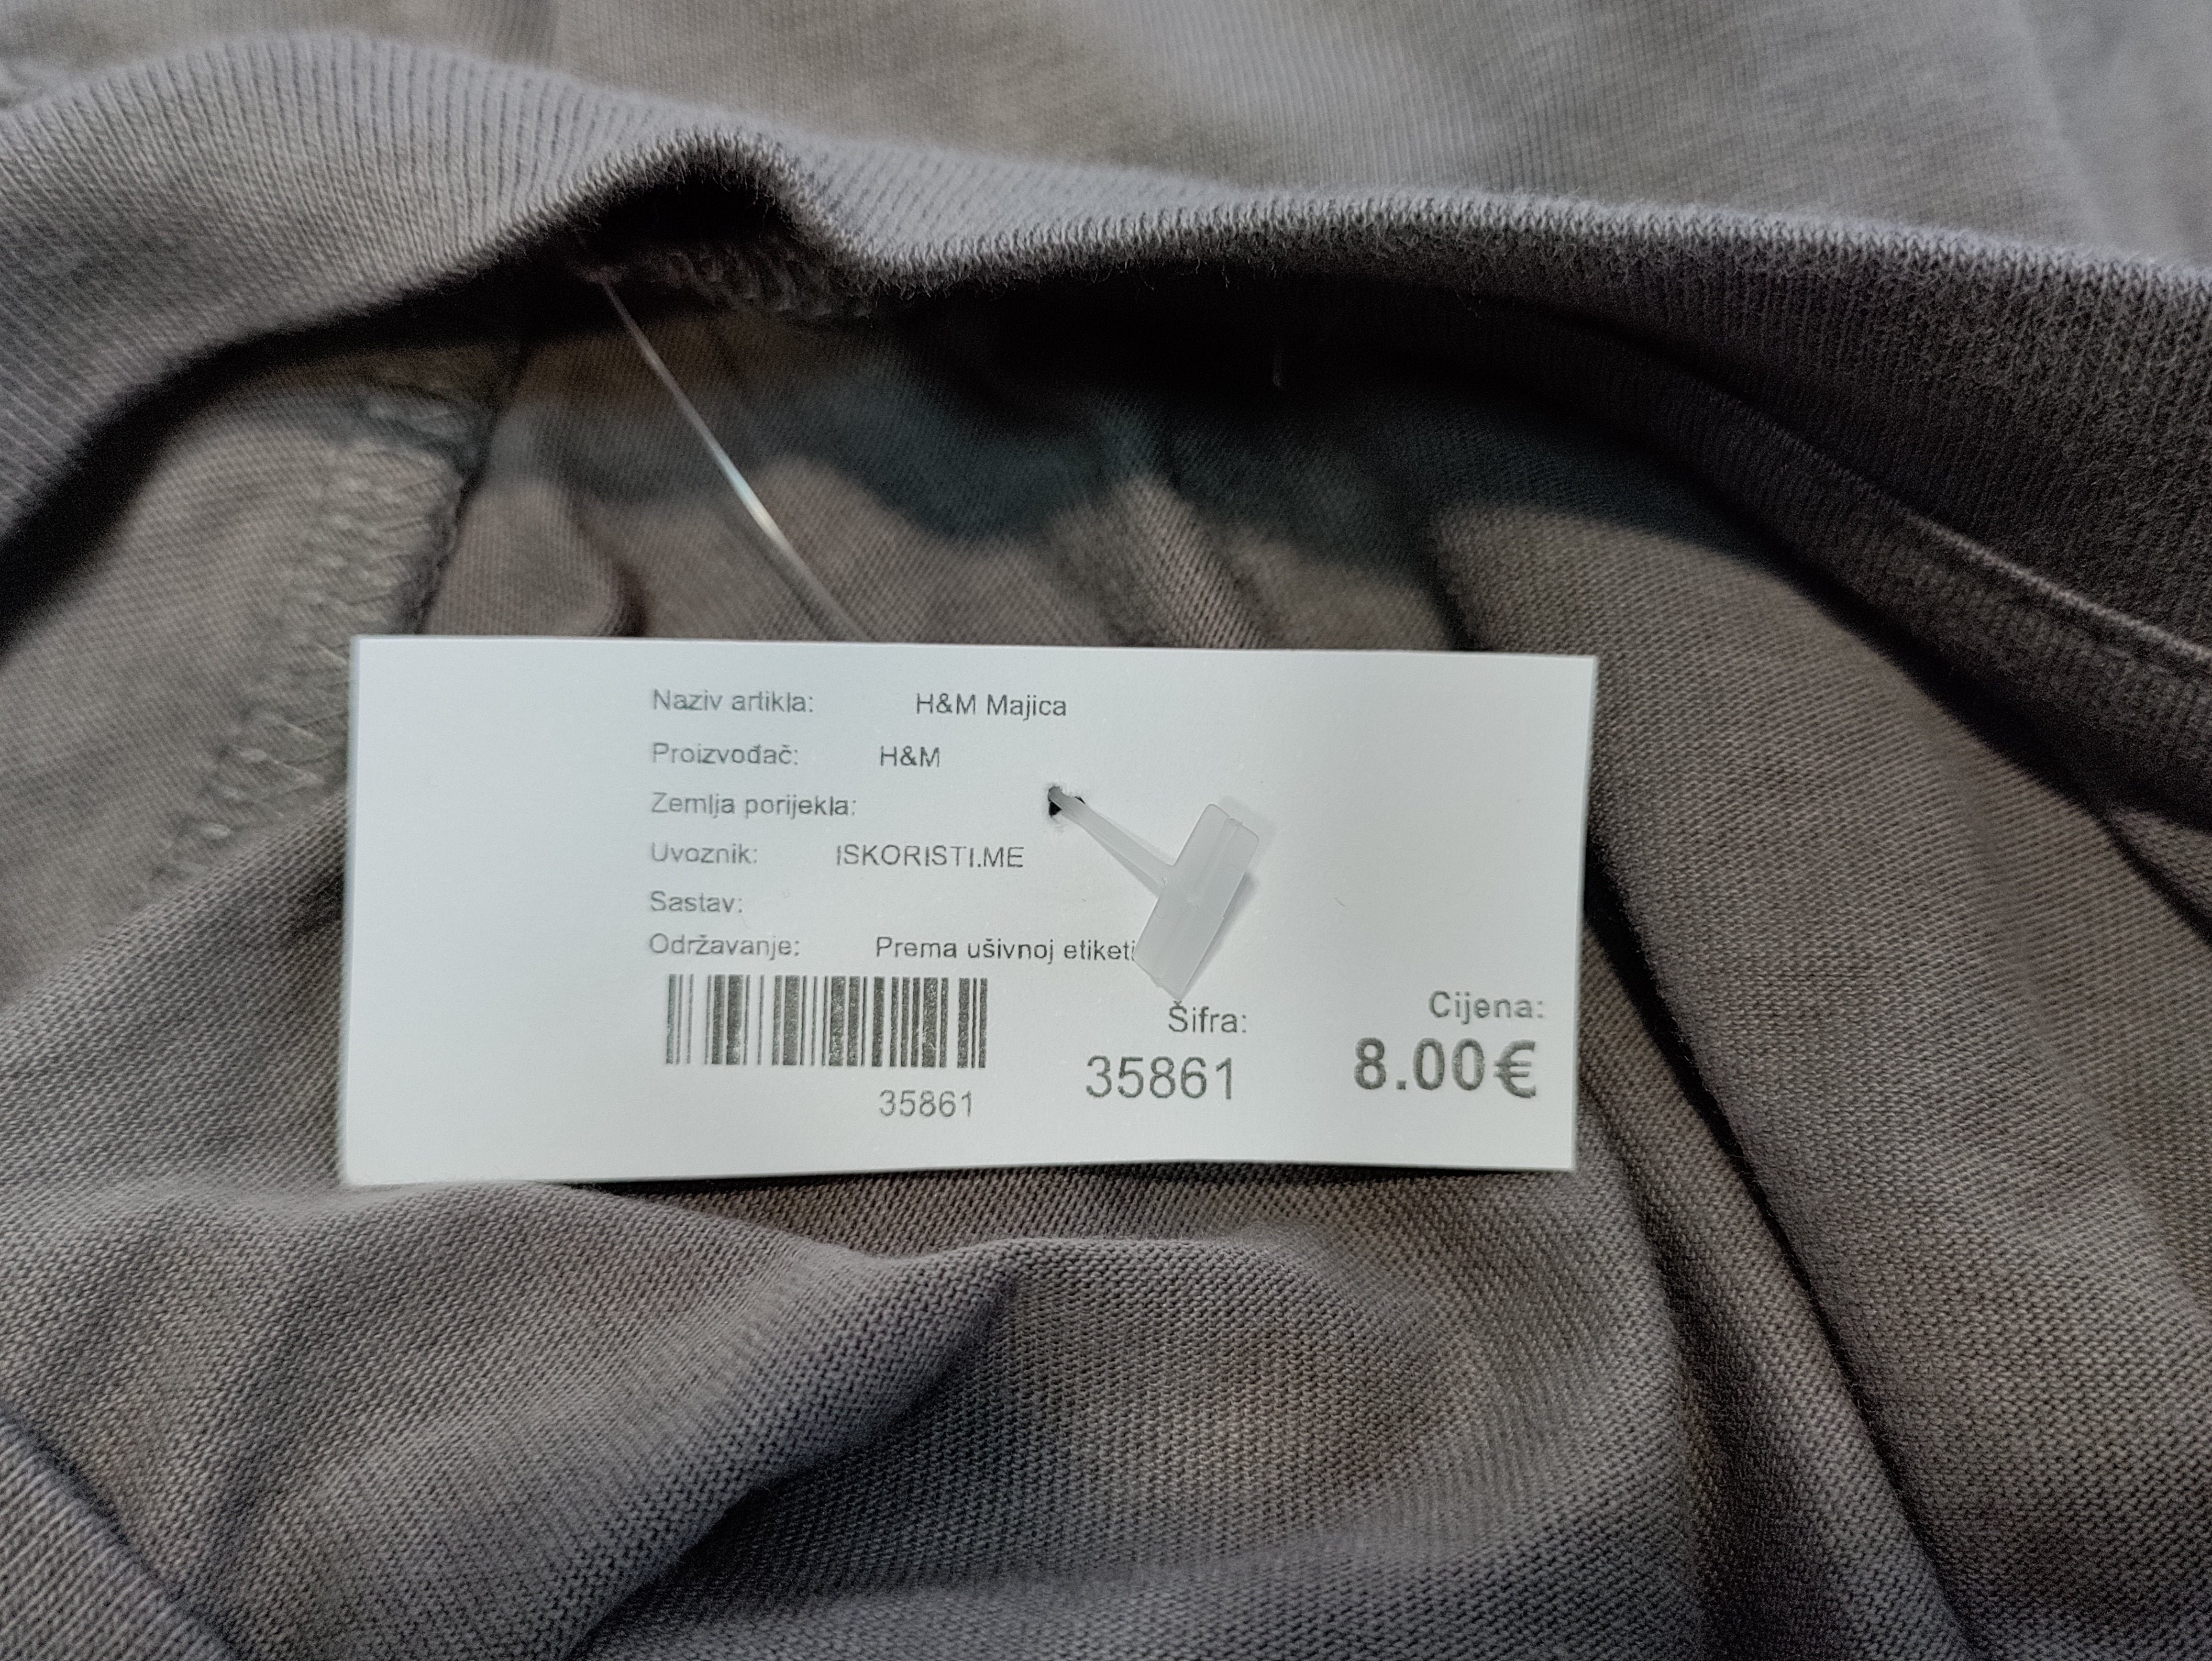 Naziv artikla: H&M Majica
Proizvođač: H&M
Zemlja porijekla:
Uvoznik: ISKORISTI.ME
Sastav:
Održavanje: Prema ušivnoj etiketi
35861
Šifra:
35861
Cijena:
8.00€